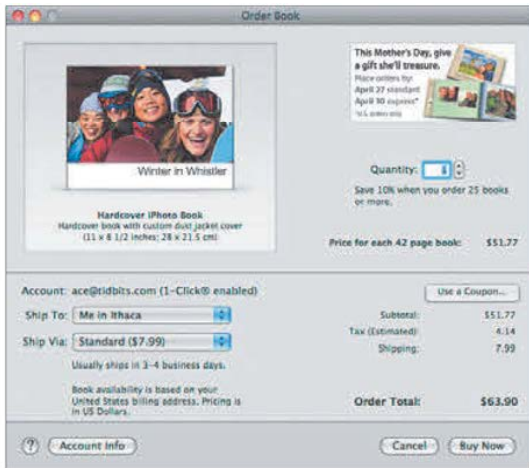 Order Book
This Mother's Day, give
a gift she'll treasure.
Place orders by:
April 27 standard
April 30 express*
*U.S. orders only
Winter in Whistler
Hardcover iPhoto Book
Hardcover book with custom dust jacket cover
(11 x 8 1/2 inches; 28 x 21.5 cm)
Quantity: 1
Save 10% when you order 25 books
or more.
Price for each 42 page book: $51.77
Account: ace@tidbits.com (1-Click® enabled)
Use a Coupon...
Ship To: Me in Ithaca
Ship Via: Standard ($7.99)
Usually ships in 3-4 business days.
Book availability is based on your
United States billing address. Pricing is
in US Dollars.
Subtotal: $51.77
Tax (Estimated): 4.14
Shipping: 7.99
Order Total: $63.90
?
Account Info
Cancel
Buy Now